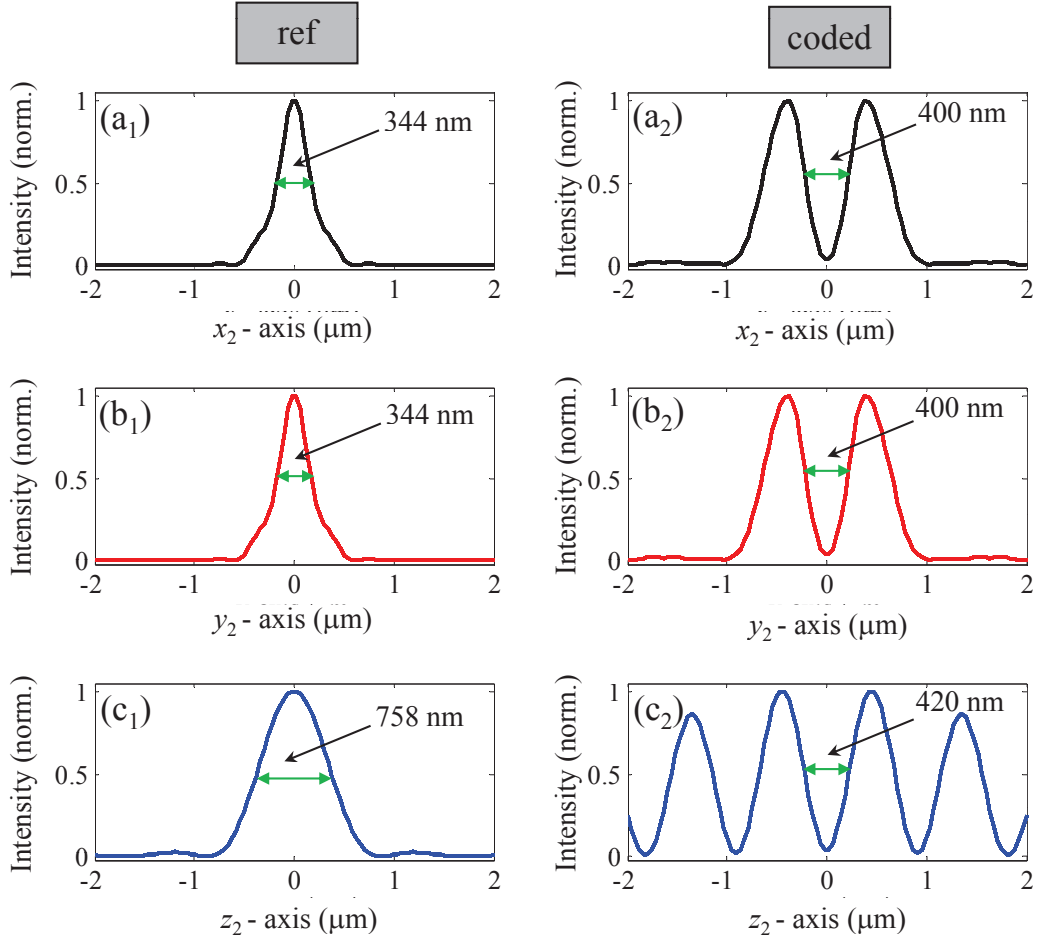 ref
coded
(a1)
344 nm
Intensity (norm.)
1
0.5
0
-2
-1
0
1
2
x2 - axis (μm)
(a2)
400 nm
Intensity (norm.)
1
0.5
0
-2
-1
0
1
2
x2 - axis (μm)
(b1)
344 nm
Intensity (norm.)
1
0.5
0
-2
-1
0
1
2
y2 - axis (μm)
(b2)
400 nm
Intensity (norm.)
1
0.5
0
-2
-1
0
1
2
y2 - axis (μm)
(c1)
758 nm
Intensity (norm.)
1
0.5
0
-2
-1
0
1
2
z2 - axis (μm)
(c2)
420 nm
Intensity (norm.)
1
0.5
0
-2
-1
0
1
2
z2 - axis (μm)